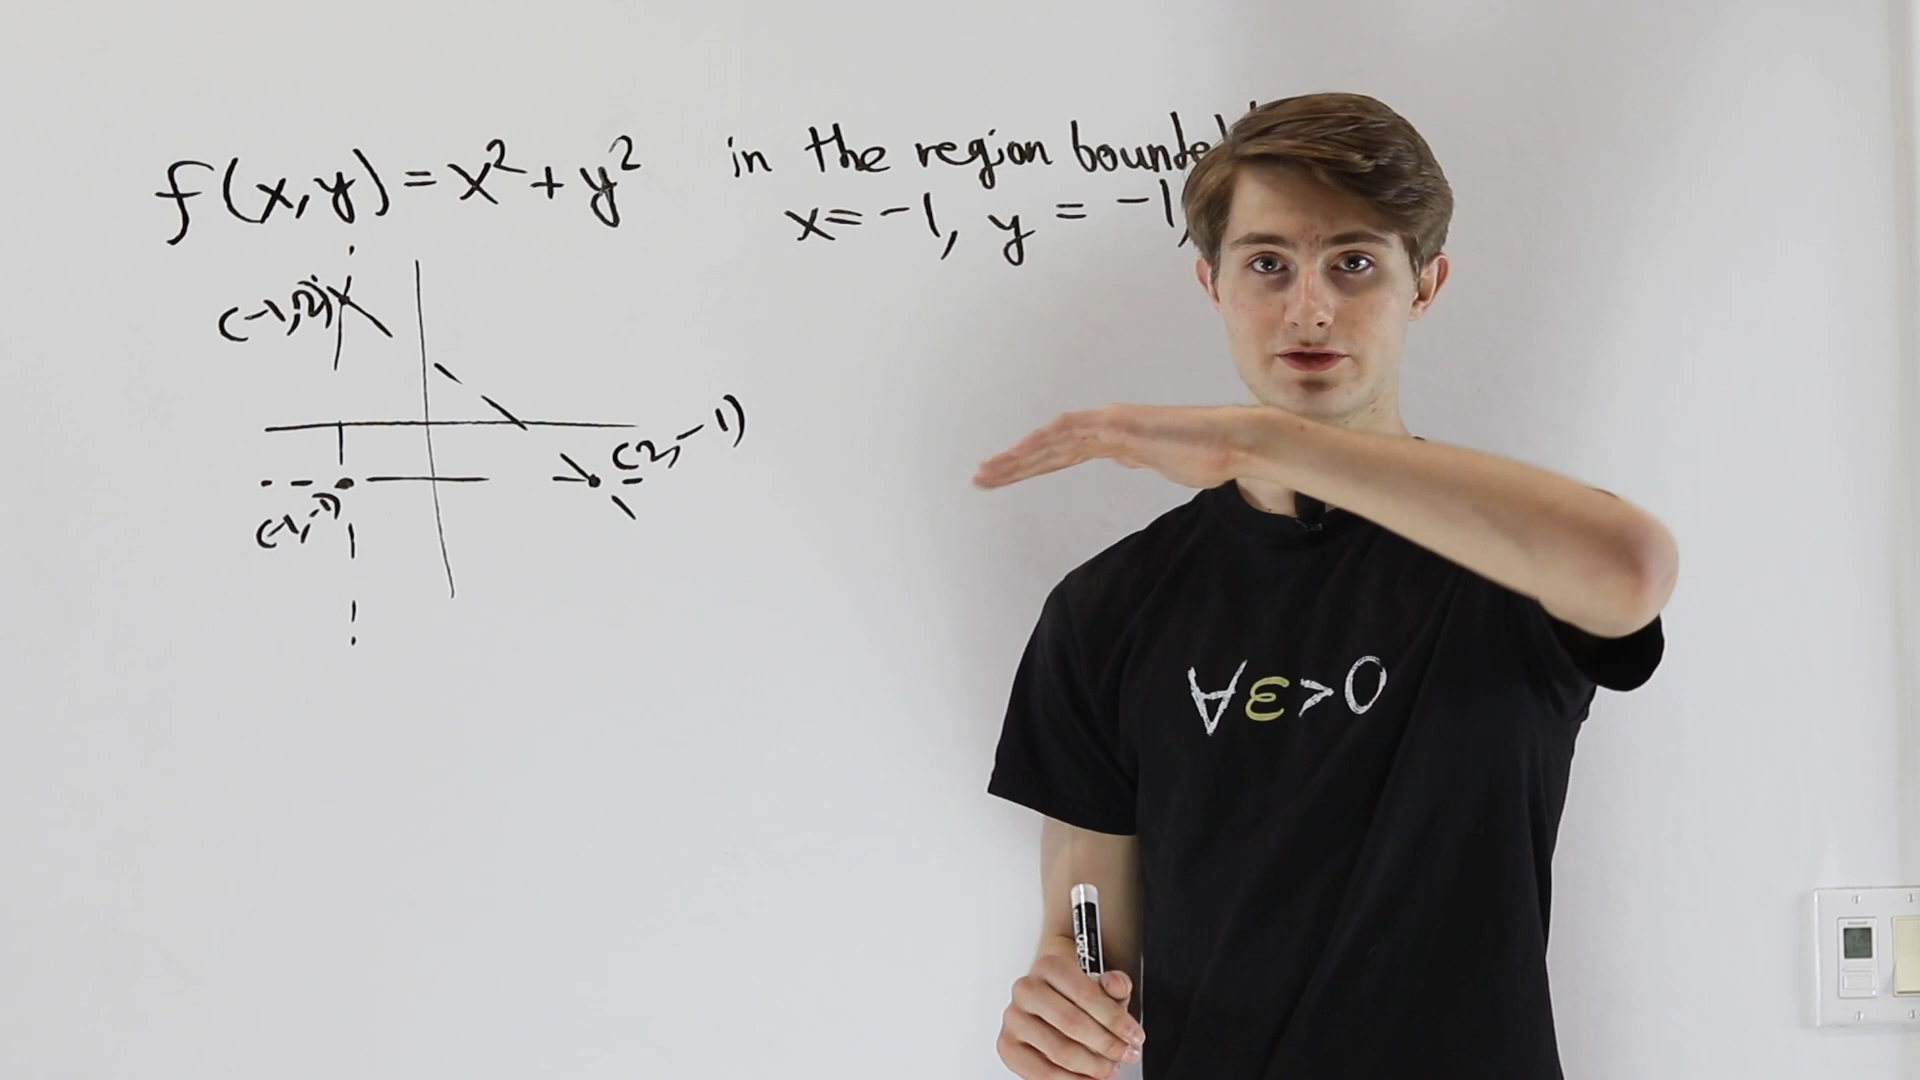 f(x,y) = x² + y² in the region bounde
x = -1, y = -1,
(-1,2)
(2,-1)
(-1,-1)
∀ε>0